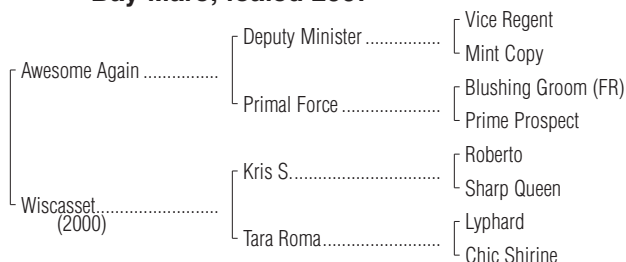 Bay Mare; foaled
Vice Regent
Deputy Minister ................
Mint Copy
Awesome Again ................
Blushing Groom (FR)
Primal Force .....................
Prime Prospect
Roberto
Kris S. ................................
Sharp Queen
Wiscasset..........................
(2000)
Lyphard
Tara Roma.........................
Chic Shirine